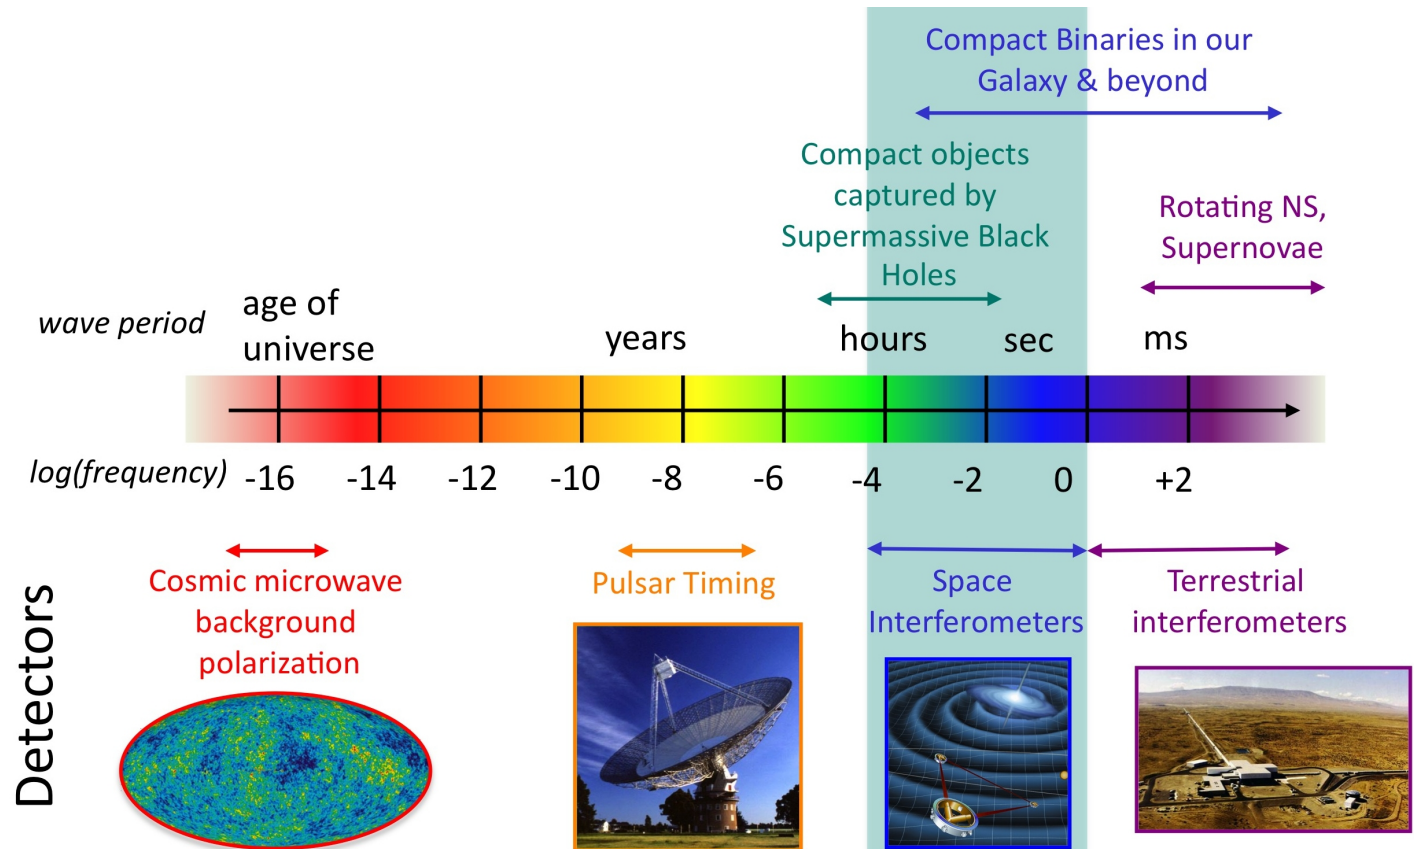 Compact Binaries in our
Galaxy & beyond
Compact objects
captured by
Supermassive Black
Holes
Rotating NS,
Supernovae
wave period
age of
universe
years
hours
sec
ms
log(frequency)
-16
-14
-12
-10
-8
-6
-4
-2
0
+2
Detectors
Cosmic microwave
background
polarization
Pulsar Timing
Space
Interferometers
Terrestrial
interferometers